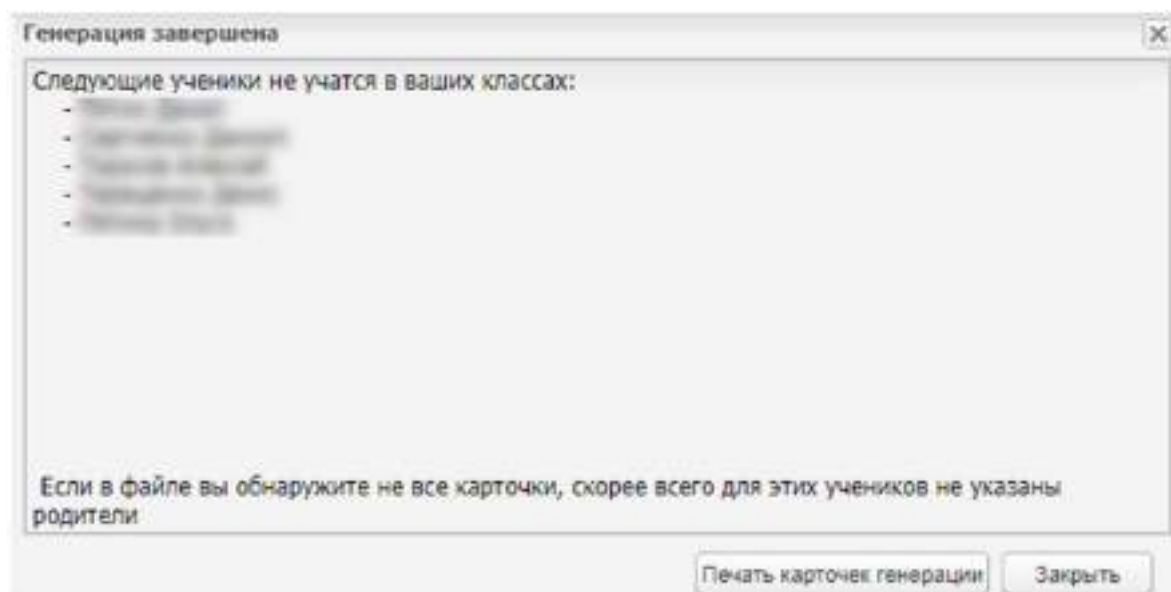 Генерация завершена
Следующие ученики не учатся в ваших классах:
-
-
-
-
-
Если в файле вы обнаружите не все карточки, скорее всего для этих учеников не указаны
родители
Печать карточек генерации Закрыть